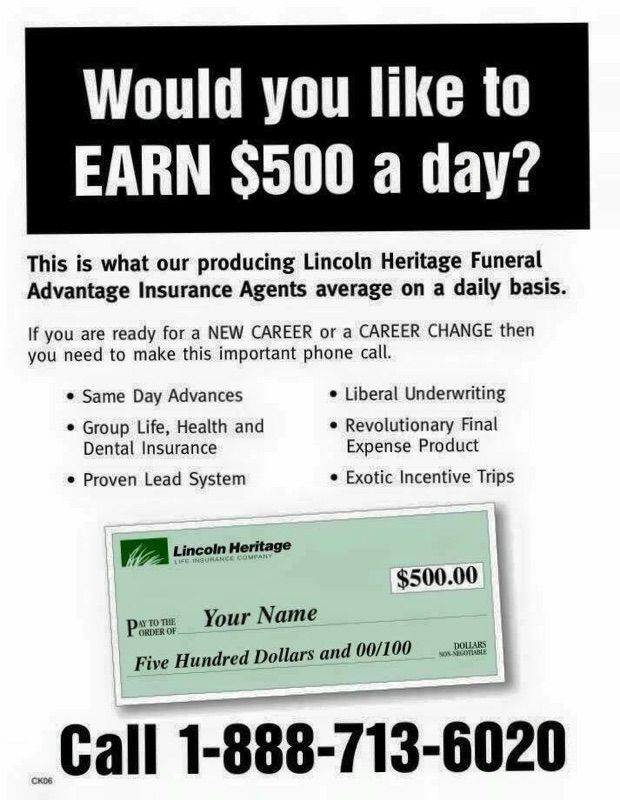 Would you like to
EARN $500 a day?
This is what our producing Lincoln Heritage Funeral
Advantage Insurance Agents average on a daily basis.
If you are ready for a NEW CAREER or a CAREER CHANGE then
you need to make this important phone call.
• Same Day Advances
• Group Life, Health and
Dental Insurance
• Proven Lead System
• Liberal Underwriting
• Revolutionary Final
Expense Product
• Exotic Incentive Trips
Lincoln Heritage
LIFE INSURANCE COMPANY
$500.00
PAY TO THE
ORDER OF
Your Name
Five Hundred Dollars and 00/100
DOLLARS
NON-NEGOTIABLE
Call 1-888-713-6020
CK06